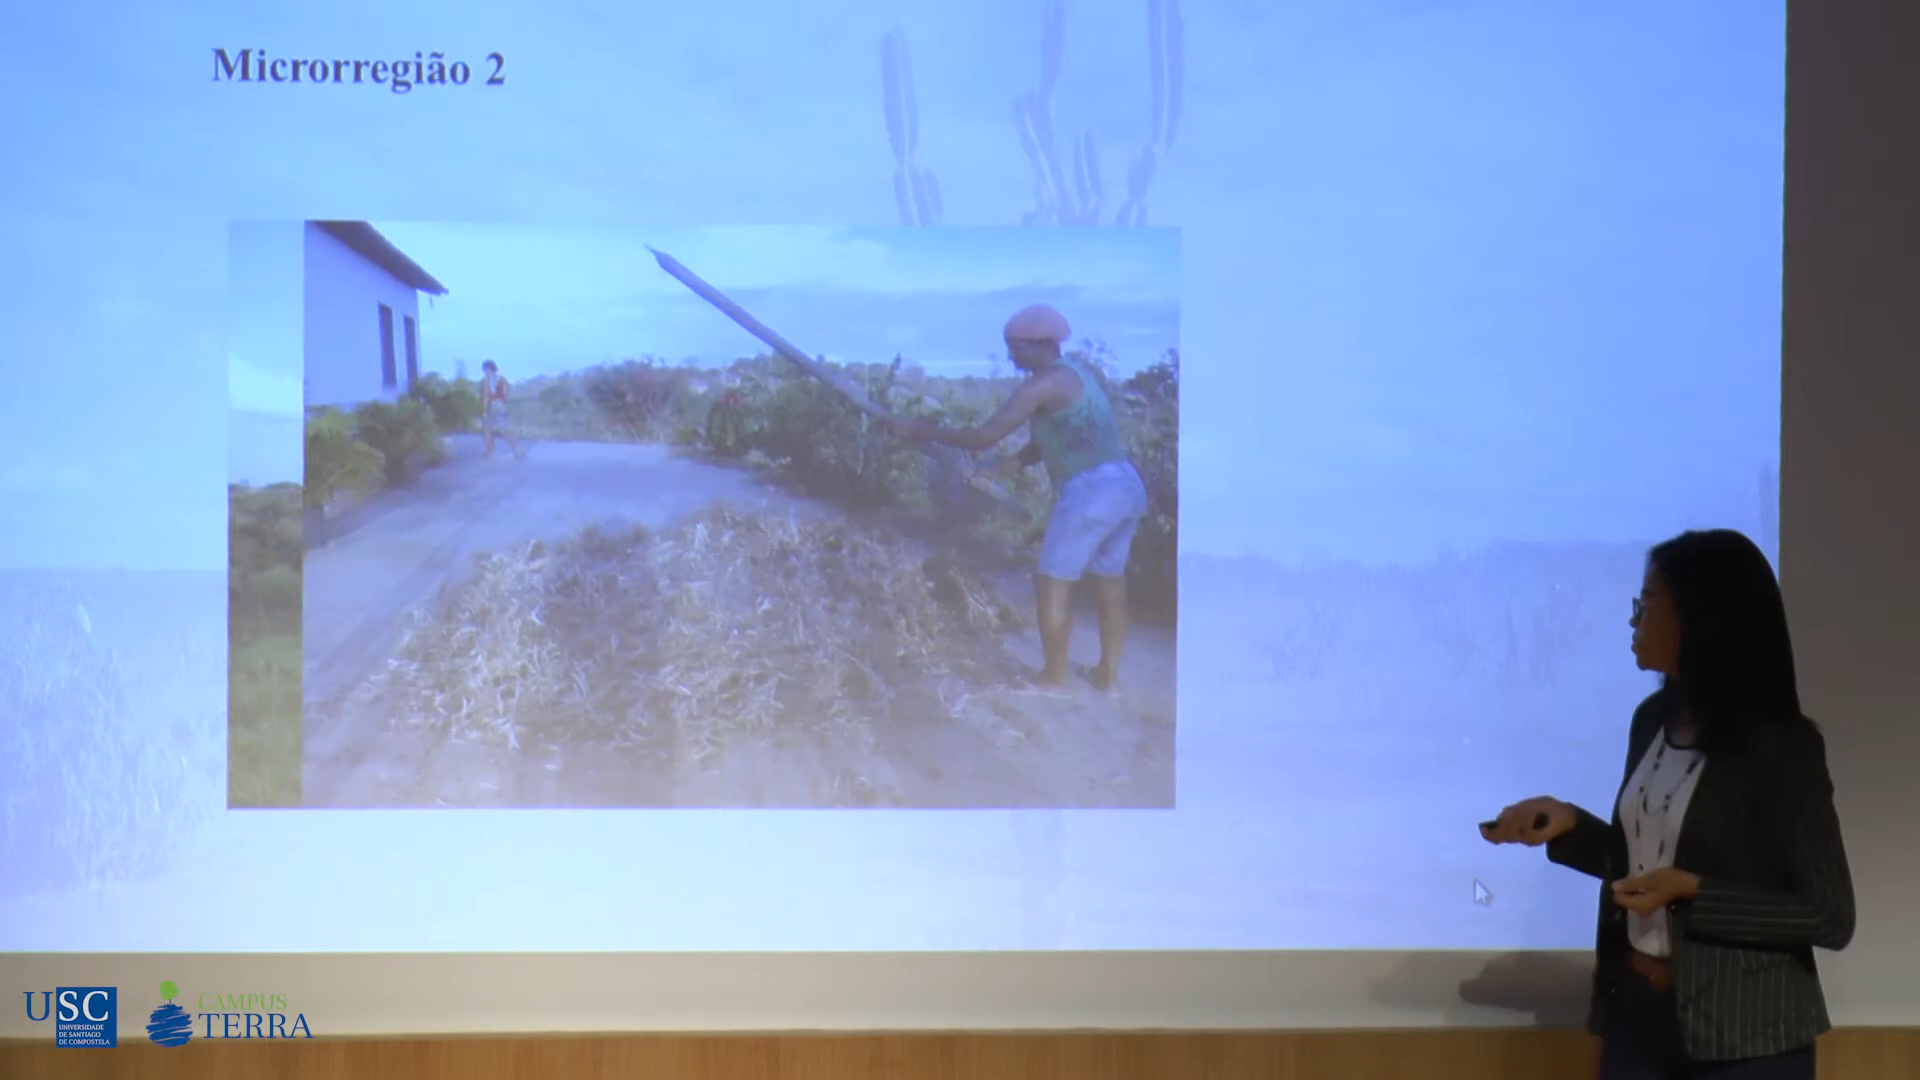 Microrregião 2
USC
UNIVERSIDADE
DE SANTIAGO
DE COMPOSTELA
CAMPUS
TERRA